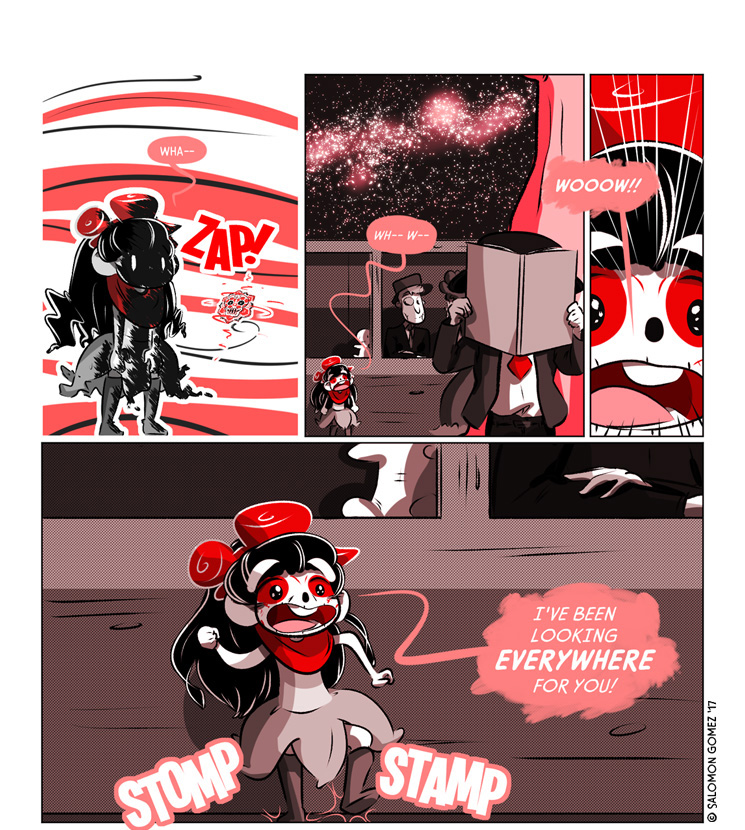 WHA--
ZAP!
WH-- W--
WOOOW!!
I'VE BEEN
LOOKING
EVERYWHERE
FOR YOU!
STOMP
STAMP
© SALOMON GOMEZ '17